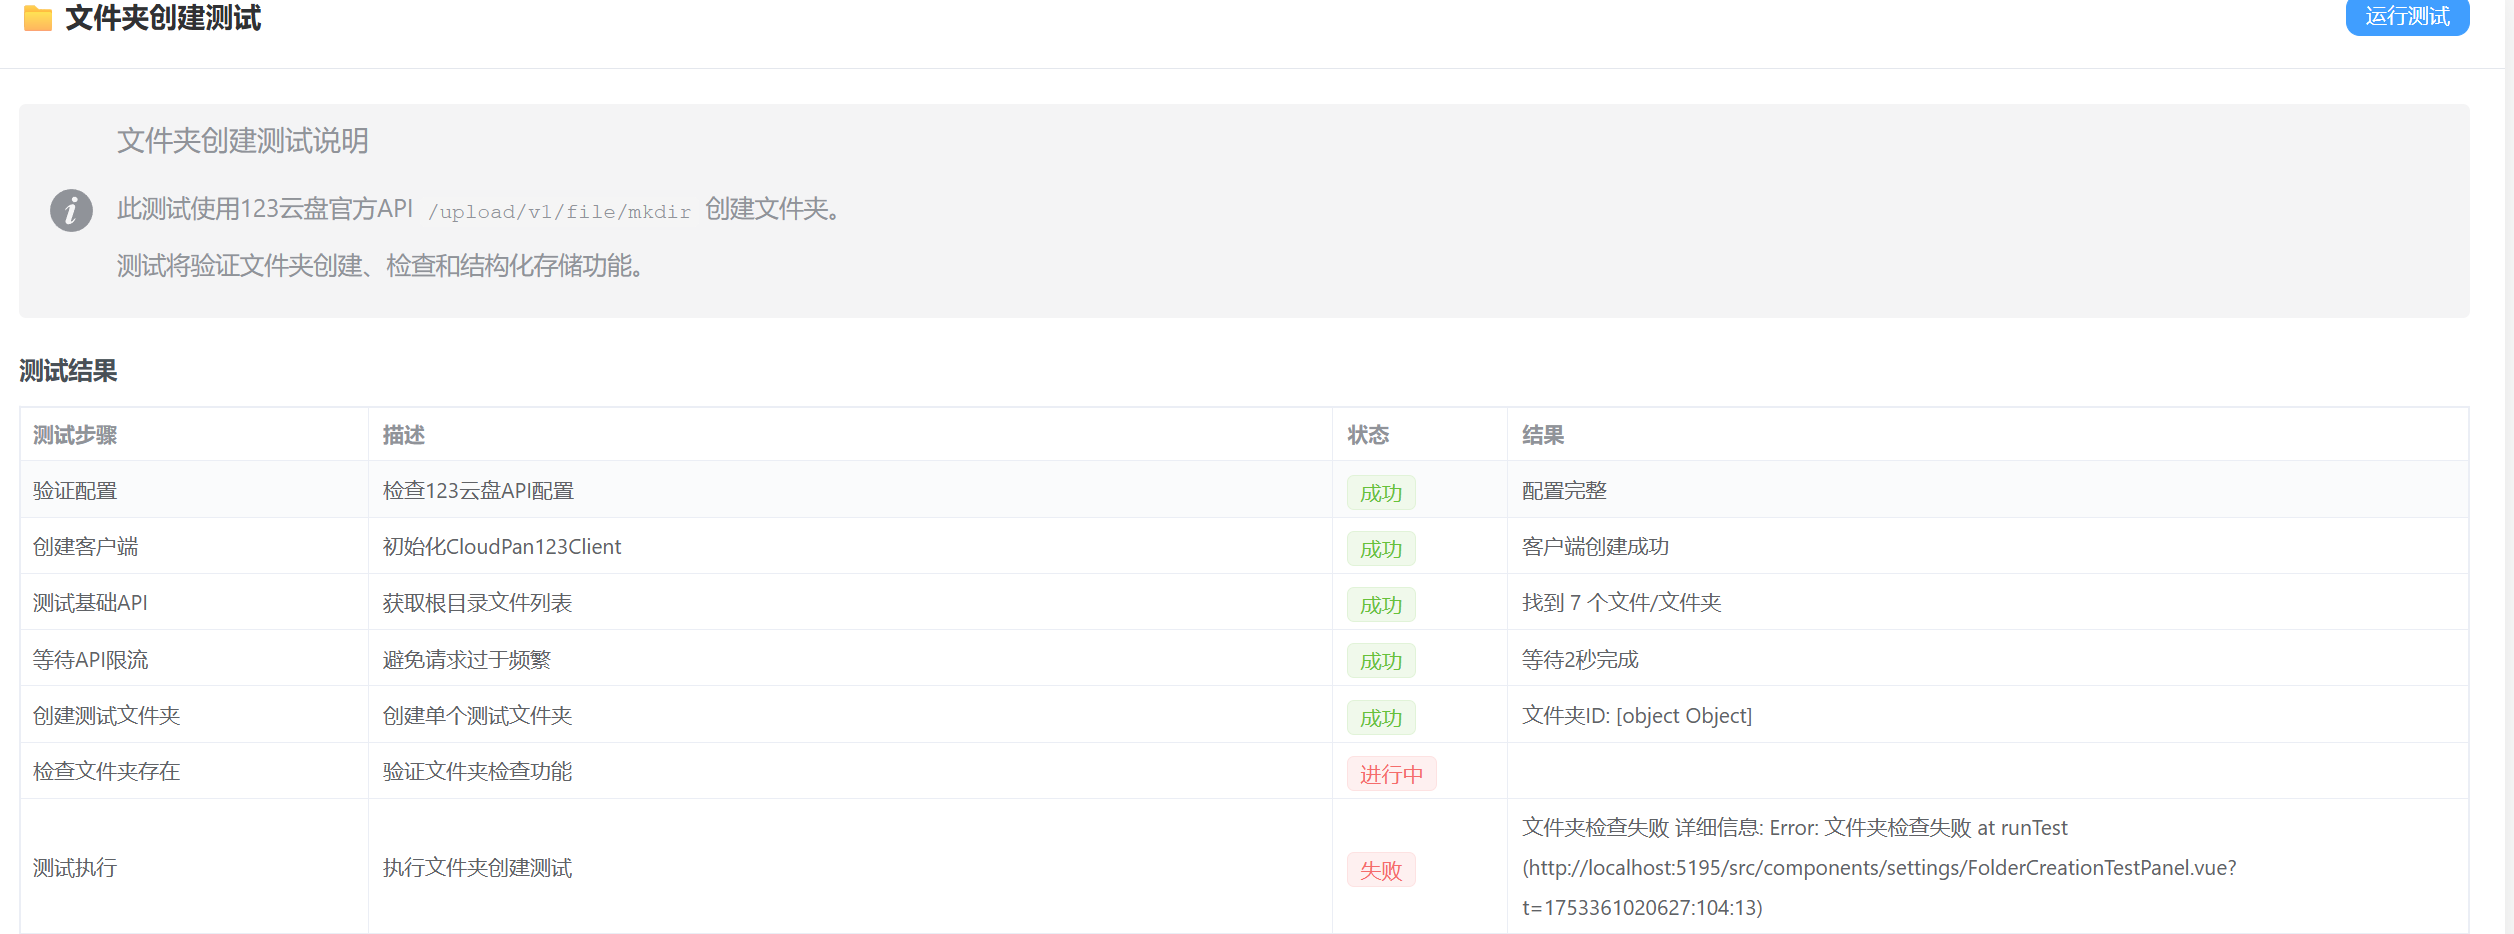 文件夹创建测试
运行测试
文件夹创建测试说明
此测试使用123云盘官方API /upload/v1/file/mkdir 创建文件夹。
测试将验证文件夹创建、检查和结构化存储功能。
测试结果
测试步骤 描述 状态 结果
验证配置 检查123云盘API配置 成功 配置完整
创建客户端 初始化CloudPan123Client 成功 客户端创建成功
测试基础API 获取根目录文件列表 成功 找到 7 个文件/文件夹
等待API限流 避免请求过于频繁 成功 等待2秒完成
创建测试文件夹 创建单个测试文件夹 成功 文件夹ID: [object Object]
检查文件夹存在 验证文件夹检查功能 进行中
测试执行 执行文件夹创建测试 失败 文件夹检查失败 详细信息: Error: 文件夹检查失败 at runTest
(http://localhost:5195/src/components/settings/FolderCreationTestPanel.vue?
t=1753361020627:104:13)